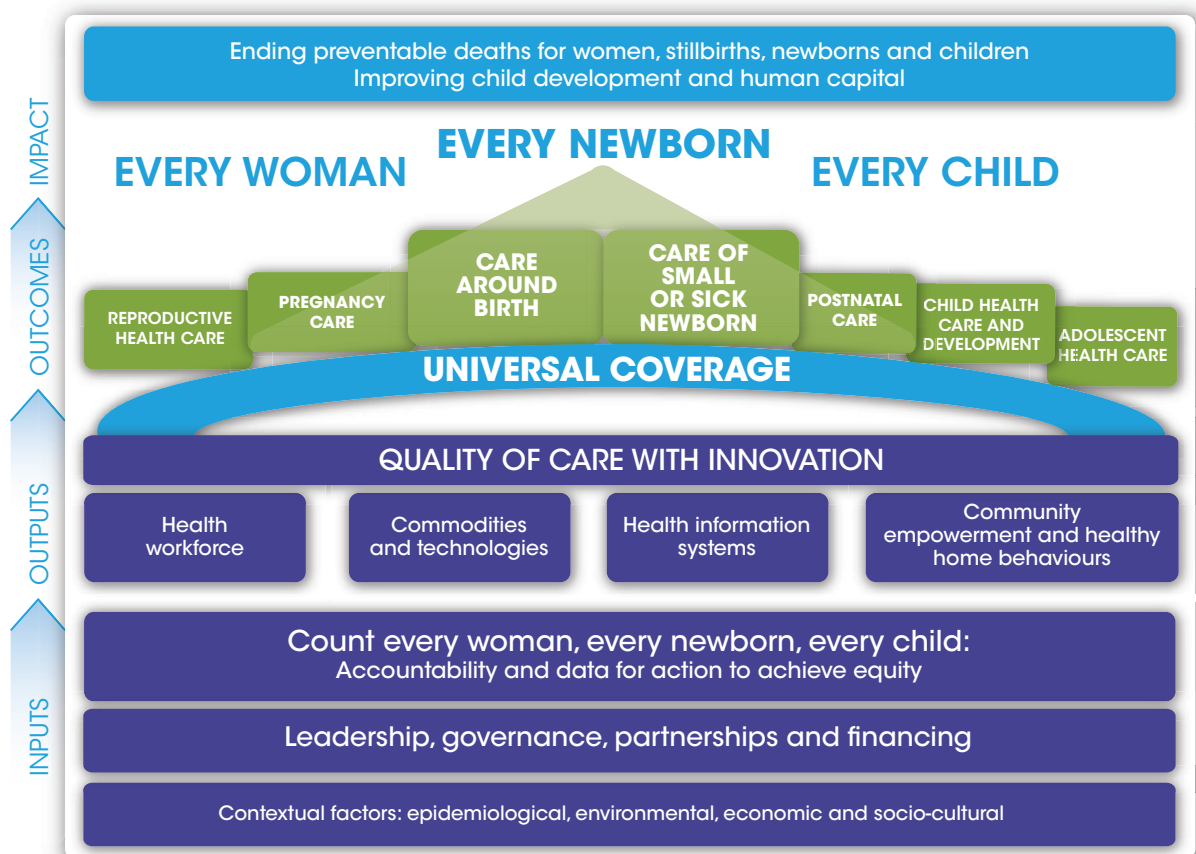 Ending preventable deaths for women, stillbirths, newborns and children
Improving child development and human capital
IMPACT
EVERY WOMAN
EVERY NEWBORN
EVERY CHILD
OUTCOMES
REPRODUCTIVE
HEALTH CARE
PREGNANCY
CARE
CARE
AROUND
BIRTH
CARE OF
SMALL
OR SICK
NEWBORN
POSTNATAL
CARE
CHILD HEALTH
CARE AND
DEVELOPMENT
ADOLESCENT
HEALTH CARE
UNIVERSAL COVERAGE
OUTPUTS
QUALITY OF CARE WITH INNOVATION
Health
workforce
Commodities
and technologies
Health information
systems
Community
empowerment and healthy
home behaviours
INPUTS
Count every woman, every newborn, every child:
Accountability and data for action to achieve equity
Leadership, governance, partnerships and financing
Contextual factors: epidemiological, environmental, economic and socio-cultural